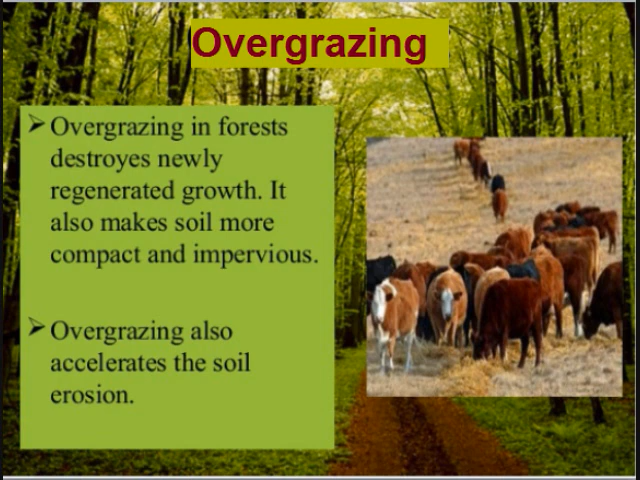 Overgrazing
➢ Overgrazing in forests
destroyes newly
regenerated growth. It
also makes soil more
compact and impervious.
➢ Overgrazing also
accelerates the soil
erosion.